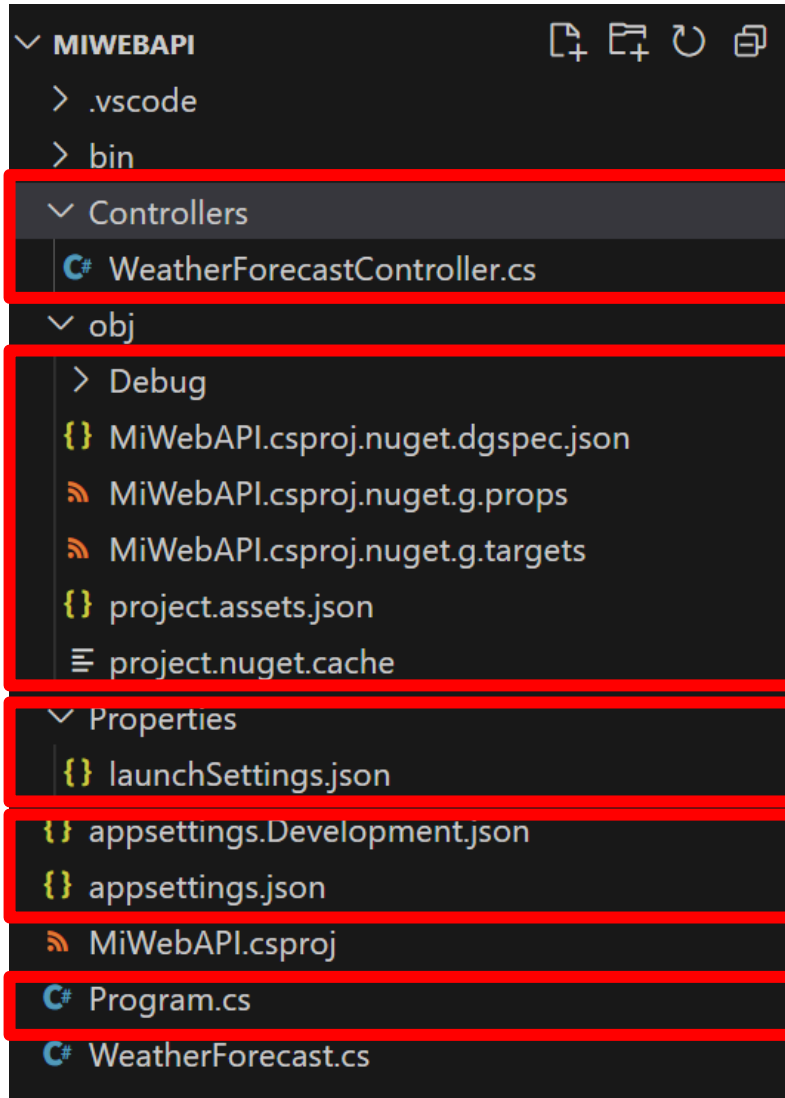 MIWEBAPI
.vscode
bin
Controllers
C# WeatherForecastController.cs
obj
Debug
{} MiWebAPI.csproj.nuget.dgspec.json
MiWebAPI.csproj.nuget.g.props
MiWebAPI.csproj.nuget.g.targets
{} project.assets.json
project.nuget.cache
Properties
{} launchSettings.json
{} appsettings.Development.json
{} appsettings.json
MiWebAPI.csproj
C# Program.cs
C# WeatherForecast.cs